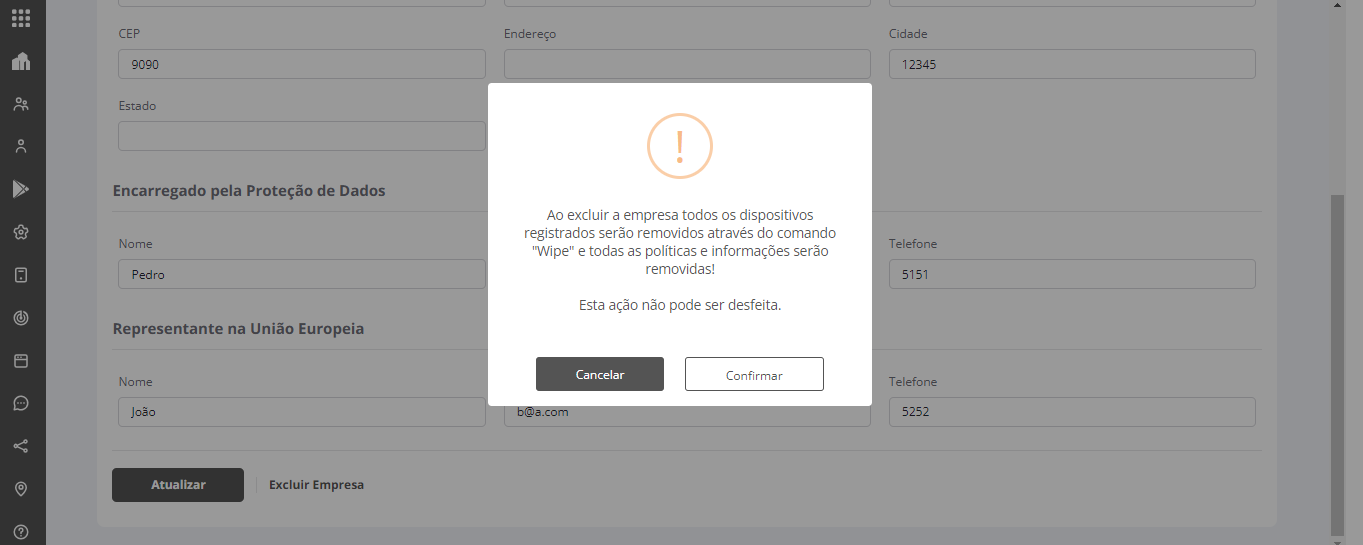 CEP
Endereço
Cidade
9090
12345
Estado
!
Ao excluir a empresa todos os dispositivos
registrados serão removidos através do comando
"Wipe" e todas as políticas e informações serão
removidas!
Esta ação não pode ser desfeita.
Cancelar
Confirmar
Encarregado pela Proteção de Dados
Nome
Telefone
Pedro
5151
Representante na União Europeia
Nome
Telefone
João
b@a.com
5252
Atualizar
Excluir Empresa